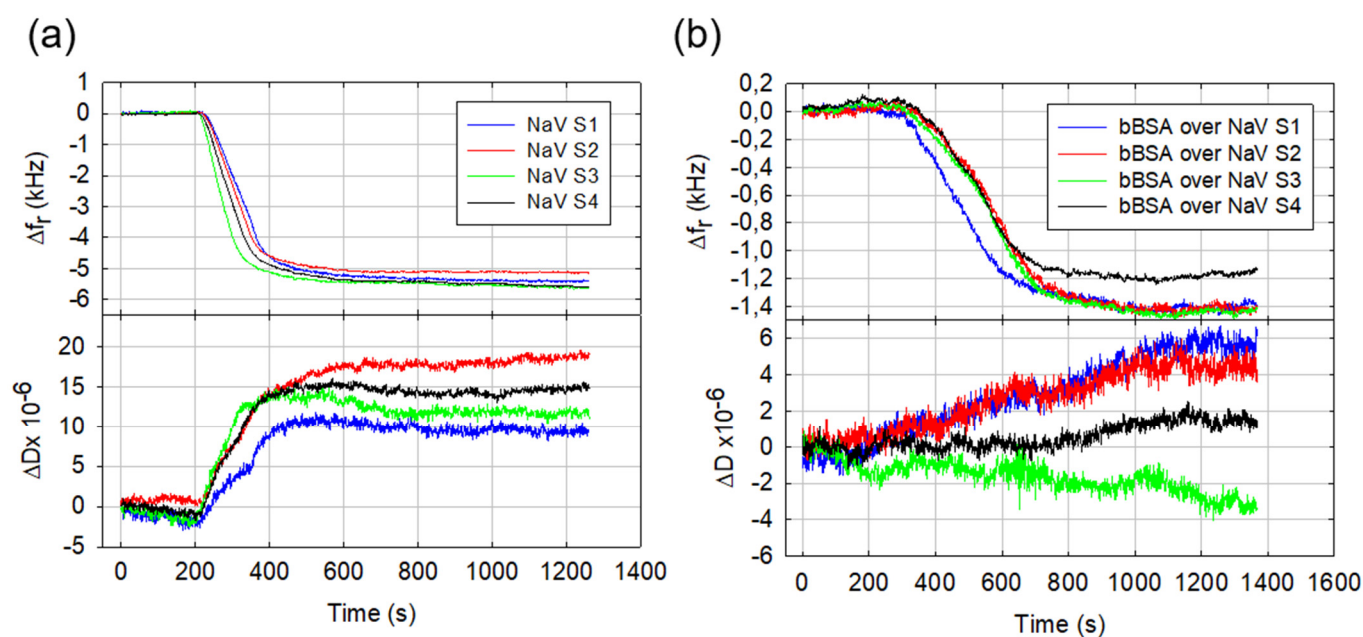 (a)
1
0
-1
-2
-3
-4
-5
-6
Δfr (kHz)
NaV S1
NaV S2
NaV S3
NaV S4
20
15
10
5
0
-5
ΔDx 10-6
0 200 400 600 800 1000 1200 1400
Time (s)
(b)
0,2
0,0
-0,2
-0,4
-0,6
-0,8
-1,0
-1,2
-1,4
Δfr (kHz)
bBSA over NaV S1
bBSA over NaV S2
bBSA over NaV S3
bBSA over NaV S4
6
4
2
0
-2
-4
-6
ΔD x10-6
0 200 400 600 800 1000 1200 1400 1600
Time (s)